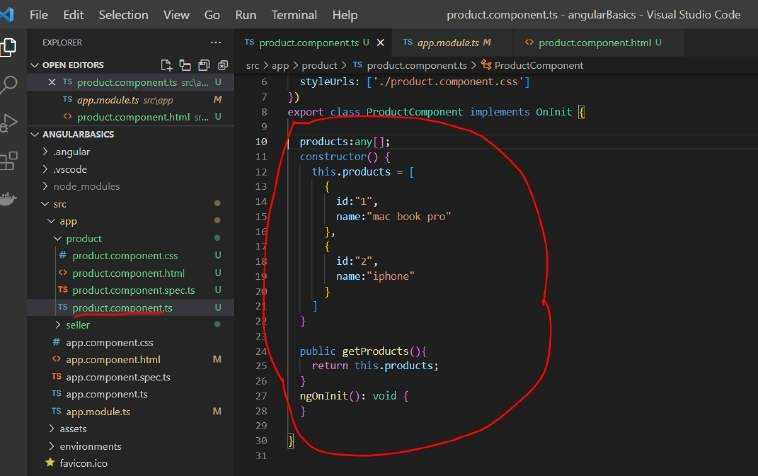 File Edit Selection View Go Run Terminal Help product.component.ts - angularBasics - Visual Studio Code
EXPLORER ...
OPEN EDITORS
TS product.component.ts src\a... U
TS app.module.ts src\app M
<> product.component.html sr... U
ANGULARBASICS
.angular
.vscode
node_modules
src
app
product
# product.component.css U
<> product.component.html U
TS product.component.spec.ts U
TS product.component.ts U
seller
# app.component.css
<> app.component.html M
TS app.component.spec.ts
TS app.component.ts
TS app.module.ts M
assets
environments
favicon.ico
TS product.component.ts U TS app.module.ts M <> product.component.html U
src > app > product > TS product.component.ts > ProductComponent
6 styleUrls: ['./product.component.css']
7 })
8 export class ProductComponent implements OnInit {
9
10 products:any[];
11 constructor() {
12 this.products = [
13 {
14 id:"1",
15 name:"mac book pro"
16 },
17 {
18 id:"2",
19 name:"iphone"
20 }
21 ]
22 }
23
24 public getProducts(){
25 return this.products;
26 }
27 ngOnInit(): void {
28 }
29
30 }
31